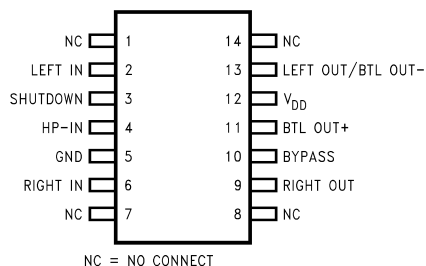 NC 1 14 NC
LEFT IN 2 13 LEFT OUT/BTL OUT-
SHUTDOWN 3 12 VDD
HP-IN 4 11 BTL OUT+
GND 5 10 BYPASS
RIGHT IN 6 9 RIGHT OUT
NC 7 8 NC
NC = NO CONNECT